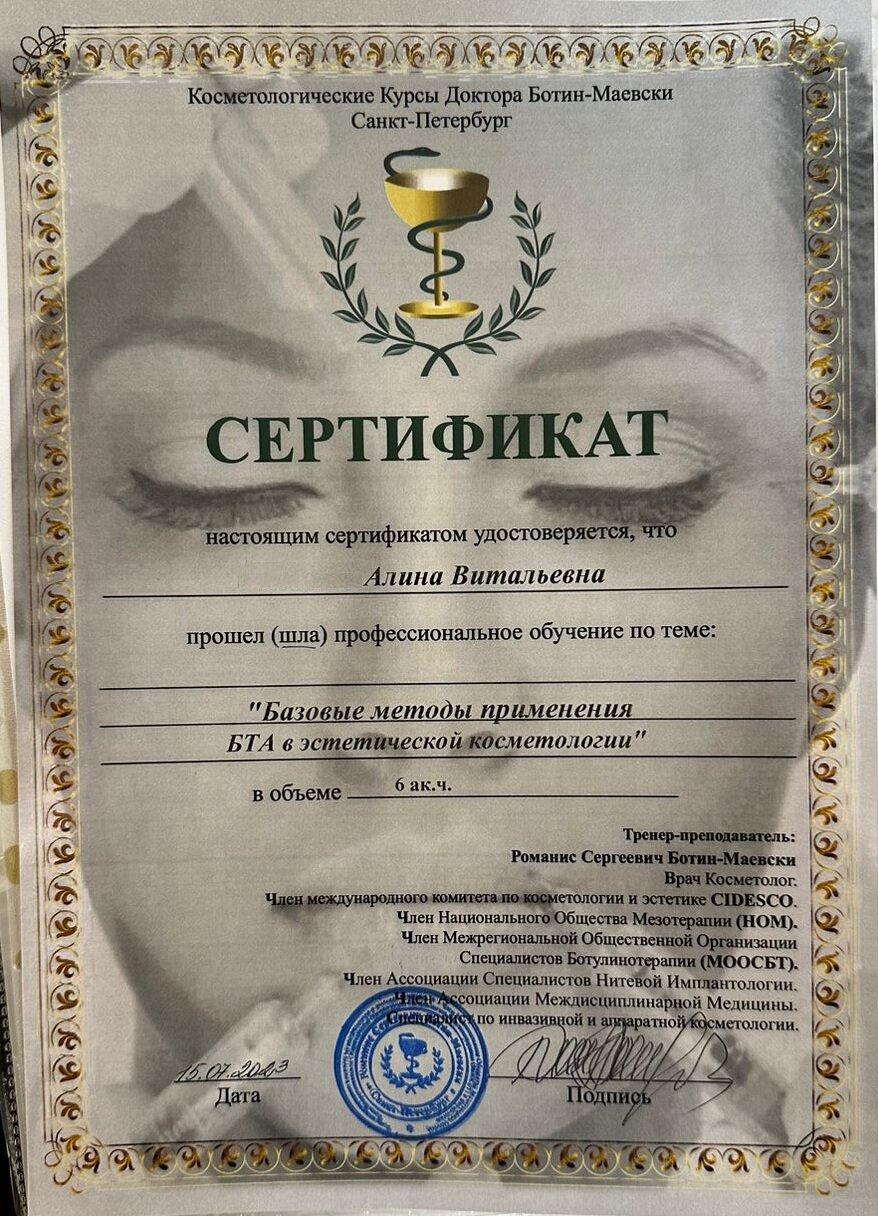 Косметологические Курсы Доктора Ботин-Маевски
Санкт-Петербург
СЕРТИФИКАТ
настоящим сертификатом удостоверяется, что
Алина Витальевна
прошел (шла) профессиональное обучение по теме:
"Базовые методы применения
БТА в эстетической косметологии"
в объеме 6 ак.ч.
Тренер-преподаватель:
Романис Сергеевич Ботин-Маевски
Врач Косметолог.
Член международного комитета по косметологии и эстетике CIDESCO.
Член Национального Общества Мезотерапии (НОМ).
Член Межрегиональной Общественной Организации
Специалистов Ботулинотерапии (МООСБТ).
Член Ассоциации Специалистов Нитевой Имплантологии.
Член Ассоциации Междисциплинарной Медицины.
Специалист по инвазивной и аппаратной косметологии.
15.07.2023
Дата
Подпись